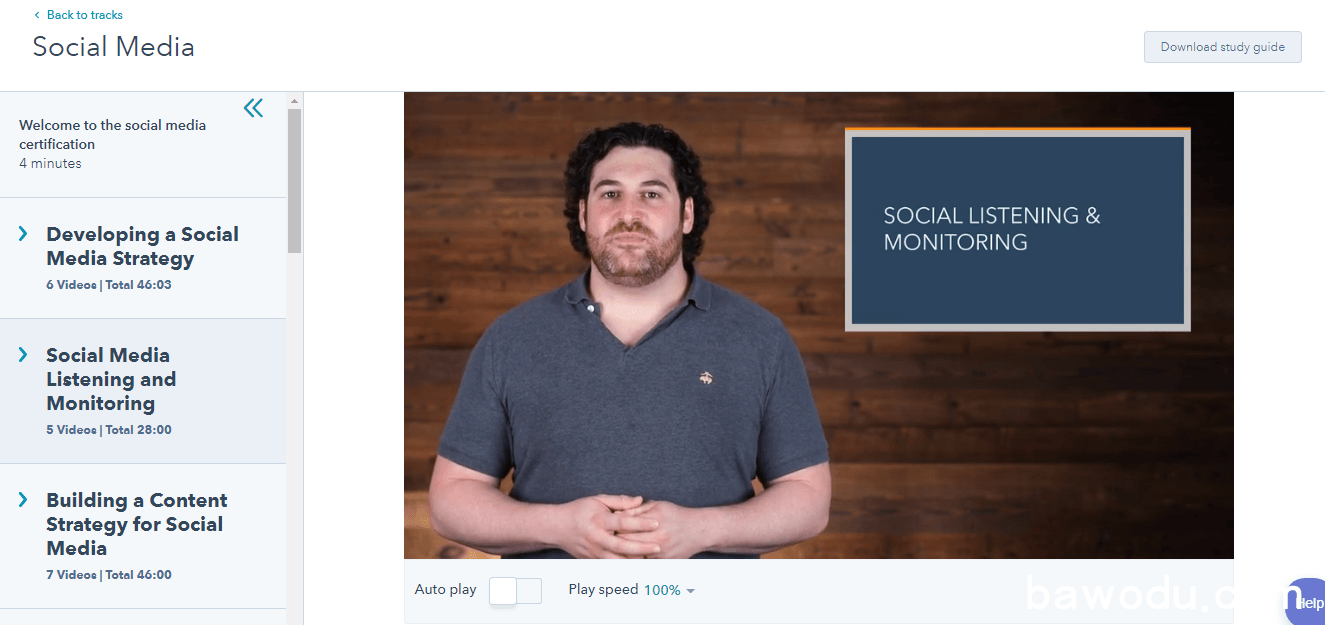 Back to tracks
Social Media
Download study guide
Welcome to the social media
certification
4 minutes
Developing a Social
Media Strategy
6 Videos | Total 46:03
Social Media
Listening and
Monitoring
5 Videos | Total 28:00
Building a Content
Strategy for Social
Media
7 Videos | Total 46:00
SOCIAL LISTENING &
MONITORING
Auto play
Play speed 100%
bawodu.com
Help